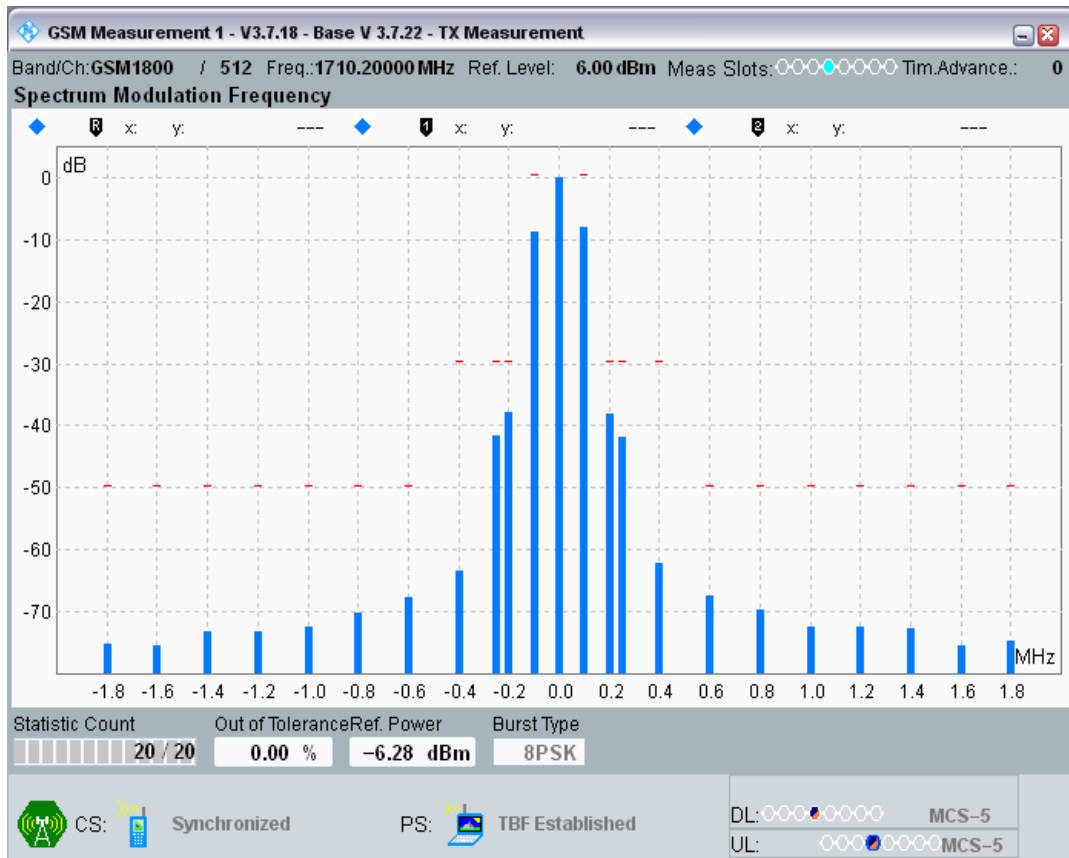 GSM Measurement 1 - V3.7.18 - Base V 3.7.22 - TX Measurement
Band/Ch:GSM1800 / 512 Freq.:1710.20000 MHz Ref. Level: 6.00 dBm Meas Slots: Tim.Advance.: 0
Spectrum Modulation Frequency
R x: y: --- 1 x: y: --- 2 x: y: ---
dB
0
-10
-20
-30
-40
-50
-60
-70
MHz
-1.8 -1.6 -1.4 -1.2 -1.0 -0.8 -0.6 -0.4 -0.2 0.0 0.2 0.4 0.6 0.8 1.0 1.2 1.4 1.6 1.8
Statistic Count Out of Tolerance Ref. Power Burst Type
20 / 20 0.00 % −6.28 dBm 8PSK
CS: Synchronized PS: TBF Established
DL: MCS–5
UL: MCS–5